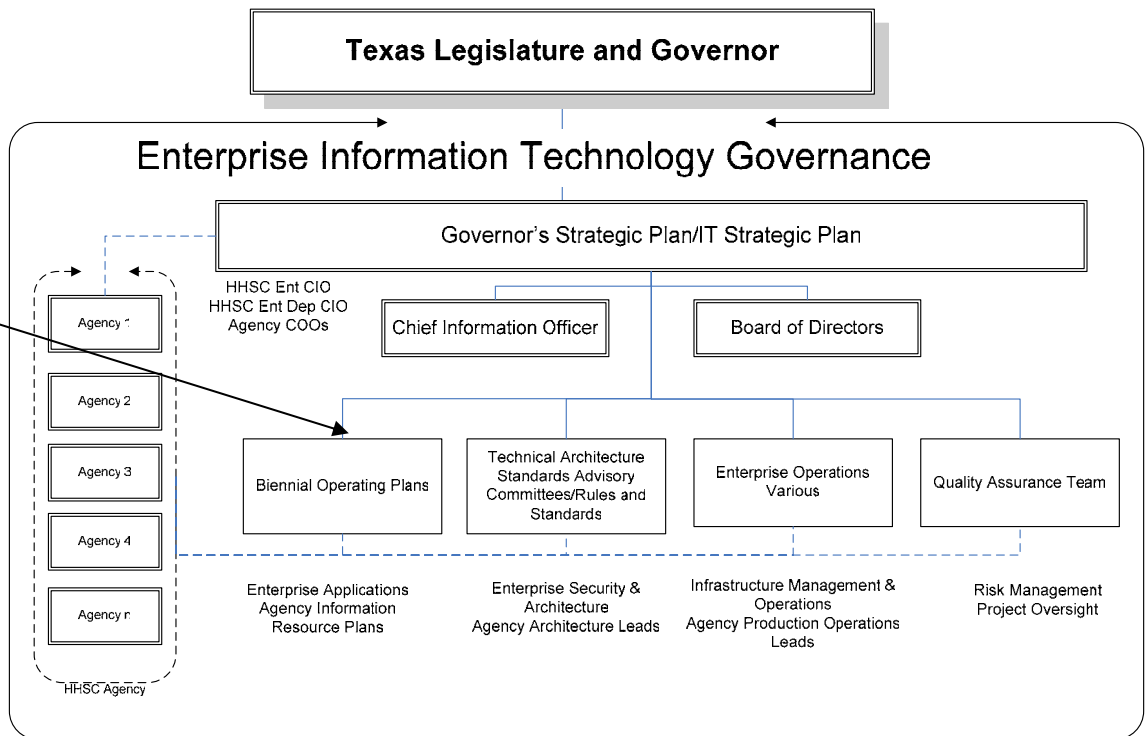 Texas Legislature and Governor
Enterprise Information Technology Governance
Governor's Strategic Plan/IT Strategic Plan
HHSC Ent CIO
HHSC Ent Dep CIO
Agency COOs
Chief Information Officer
Board of Directors
Agency 1
Agency 2
Agency 3
Agency 4
Agency n
HHSC Agency
Biennial Operating Plans
Technical Architecture
Standards Advisory
Committees/Rules and
Standards
Enterprise Operations
Various
Quality Assurance Team
Enterprise Applications
Agency Information
Resource Plans
Enterprise Security &
Architecture
Agency Architecture Leads
Infrastructure Management &
Operations
Agency Production Operations
Leads
Risk Management
Project Oversight